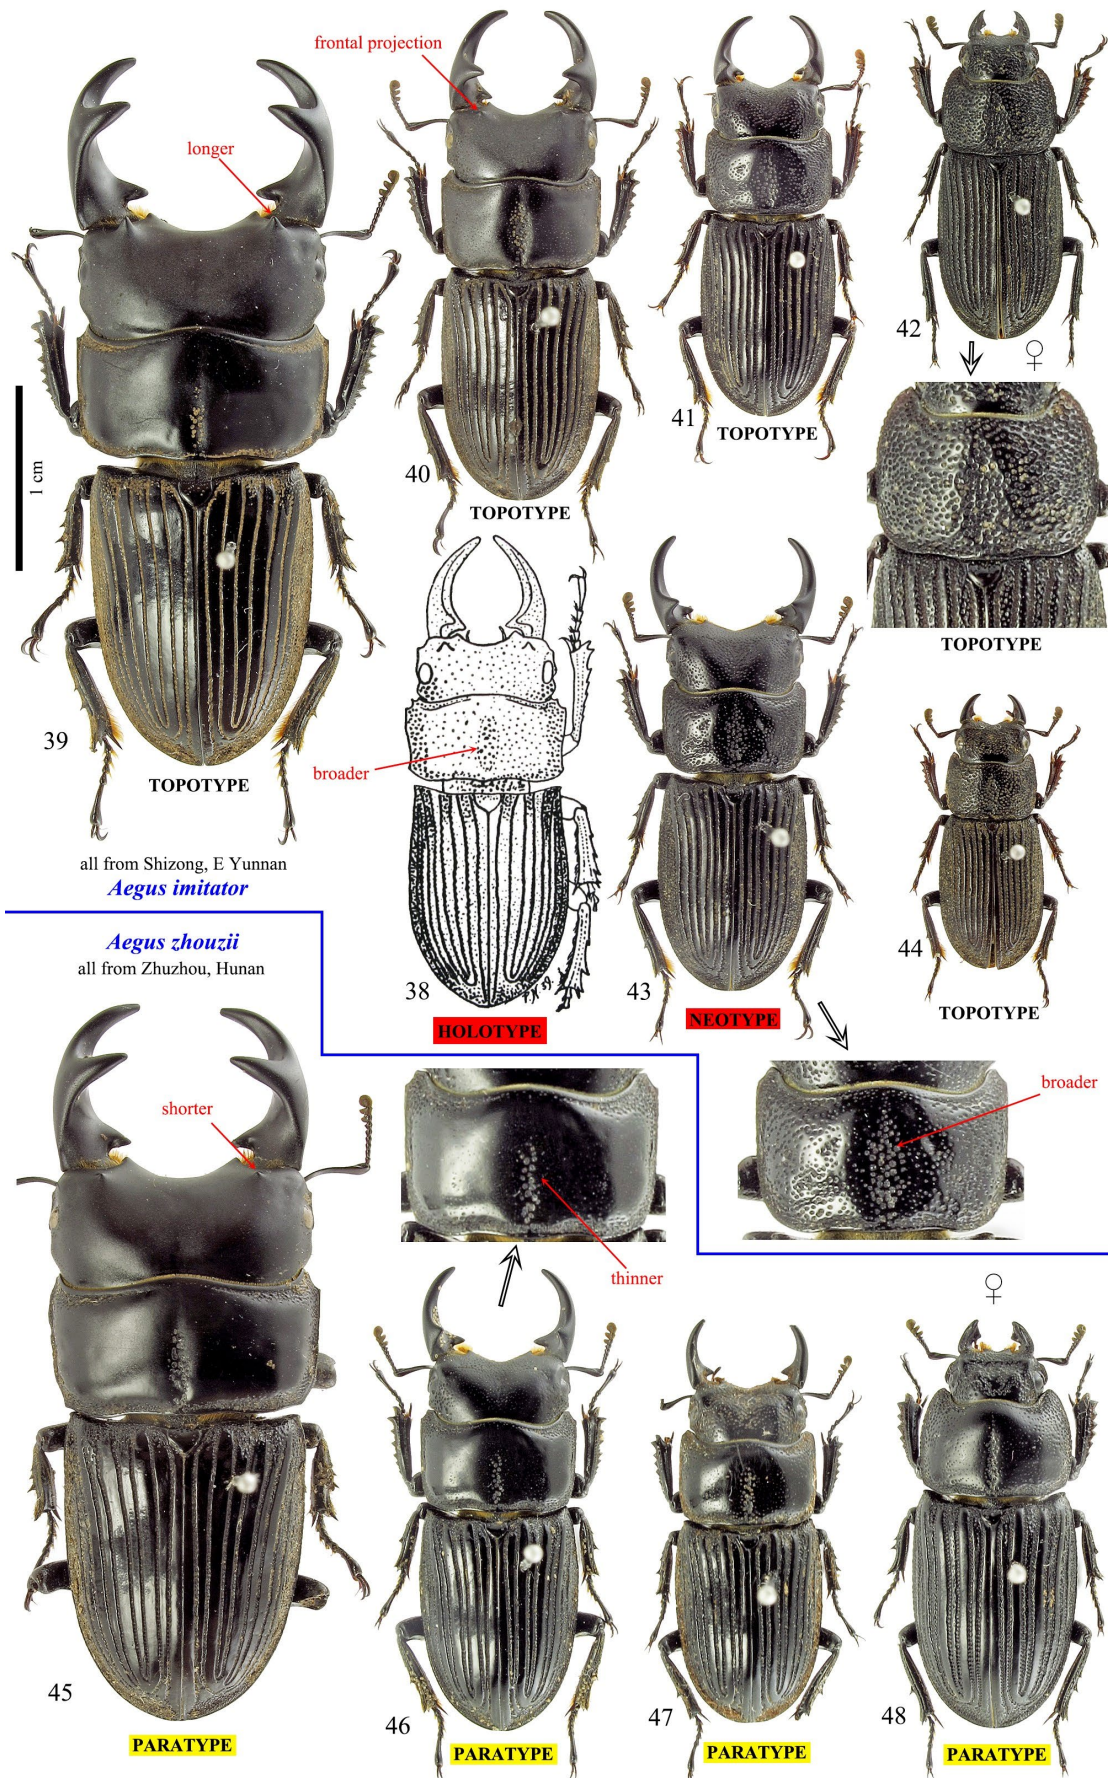 frontal projection
longer
1 cm
39
TOPOTYPE
40
TOPOTYPE
41
TOPOTYPE
42
♀
TOPOTYPE
broader
38
HOLOTYPE
43
NEOTYPE
44
TOPOTYPE
all from Shizong, E Yunnan
Aegus imitator
Aegus zhouzii
all from Zhuzhou, Hunan
shorter
thinner
broader
♀
45
PARATYPE
46
PARATYPE
47
PARATYPE
48
PARATYPE